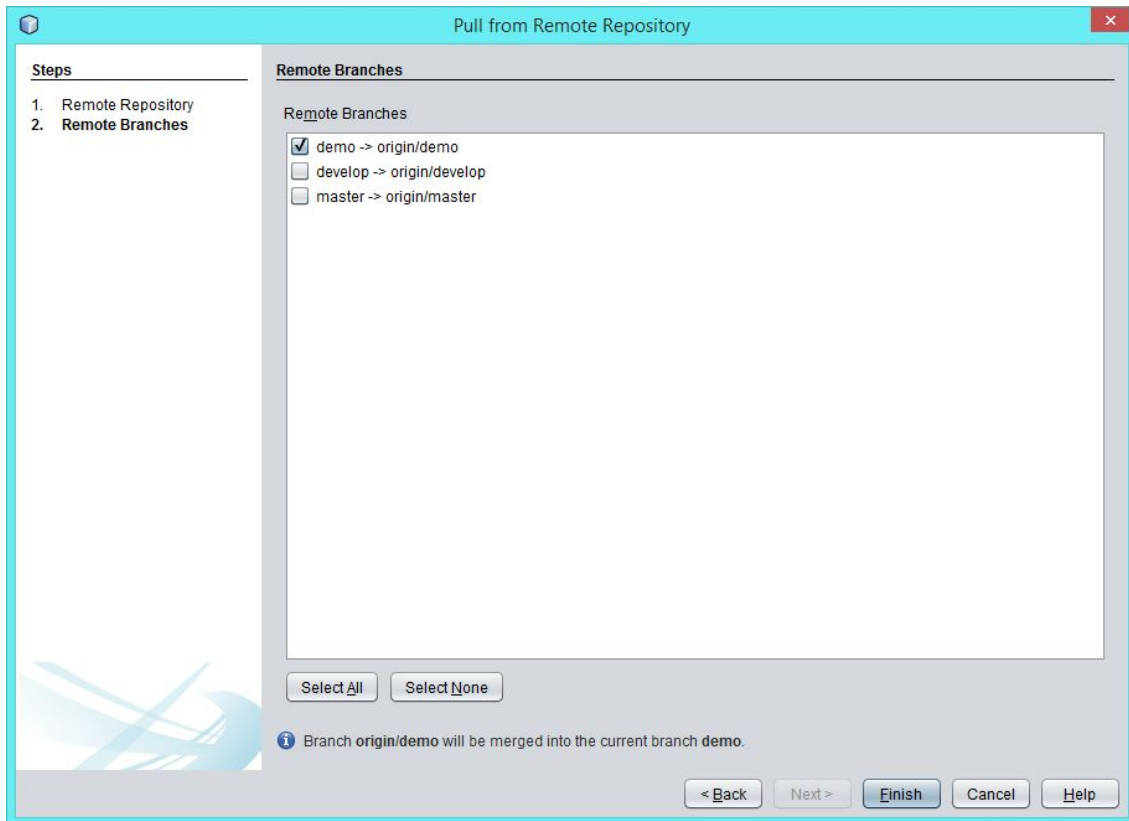 Pull from Remote Repository
Steps
1. Remote Repository
2. Remote Branches
Remote Branches
Remote Branches
demo -> origin/demo
develop -> origin/develop
master -> origin/master
Select All
Select None
Branch origin/demo will be merged into the current branch demo.
< Back
Next >
Finish
Cancel
Help